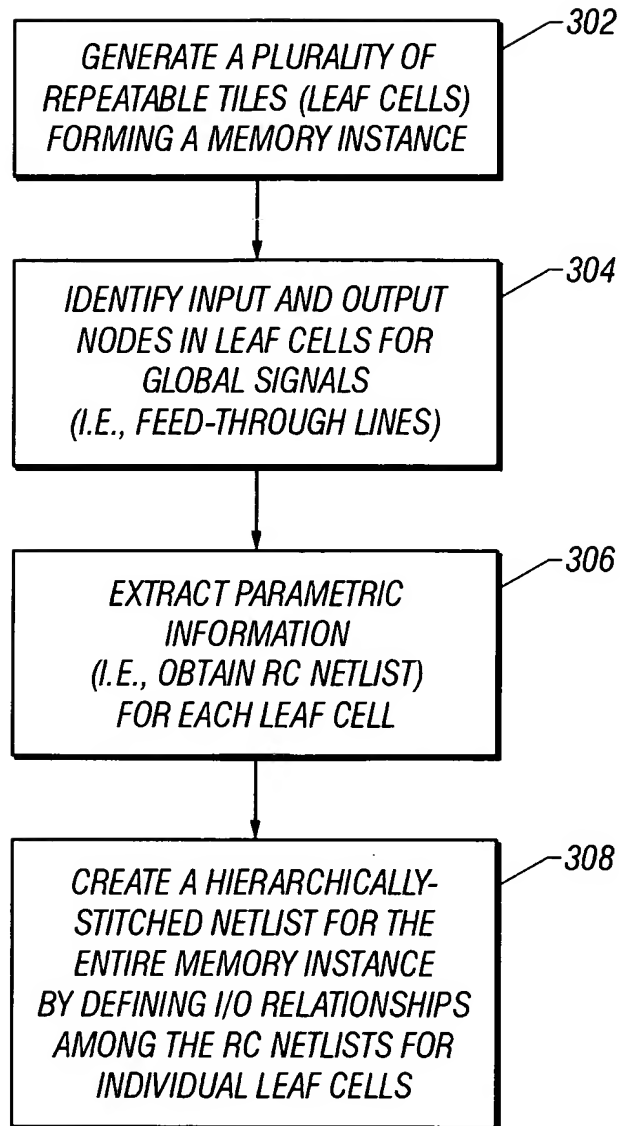 302
GENERATE A PLURALITY OF
REPEATABLE TILES (LEAF CELLS)
FORMING A MEMORY INSTANCE
304
IDENTIFY INPUT AND OUTPUT
NODES IN LEAF CELLS FOR
GLOBAL SIGNALS
(I.E., FEED-THROUGH LINES)
306
EXTRACT PARAMETRIC
INFORMATION
(I.E., OBTAIN RC NETLIST)
FOR EACH LEAF CELL
308
CREATE A HIERARCHICALLY-
STITCHED NETLIST FOR THE
ENTIRE MEMORY INSTANCE
BY DEFINING I/O RELATIONSHIPS
AMONG THE RC NETLISTS FOR
INDIVIDUAL LEAF CELLS